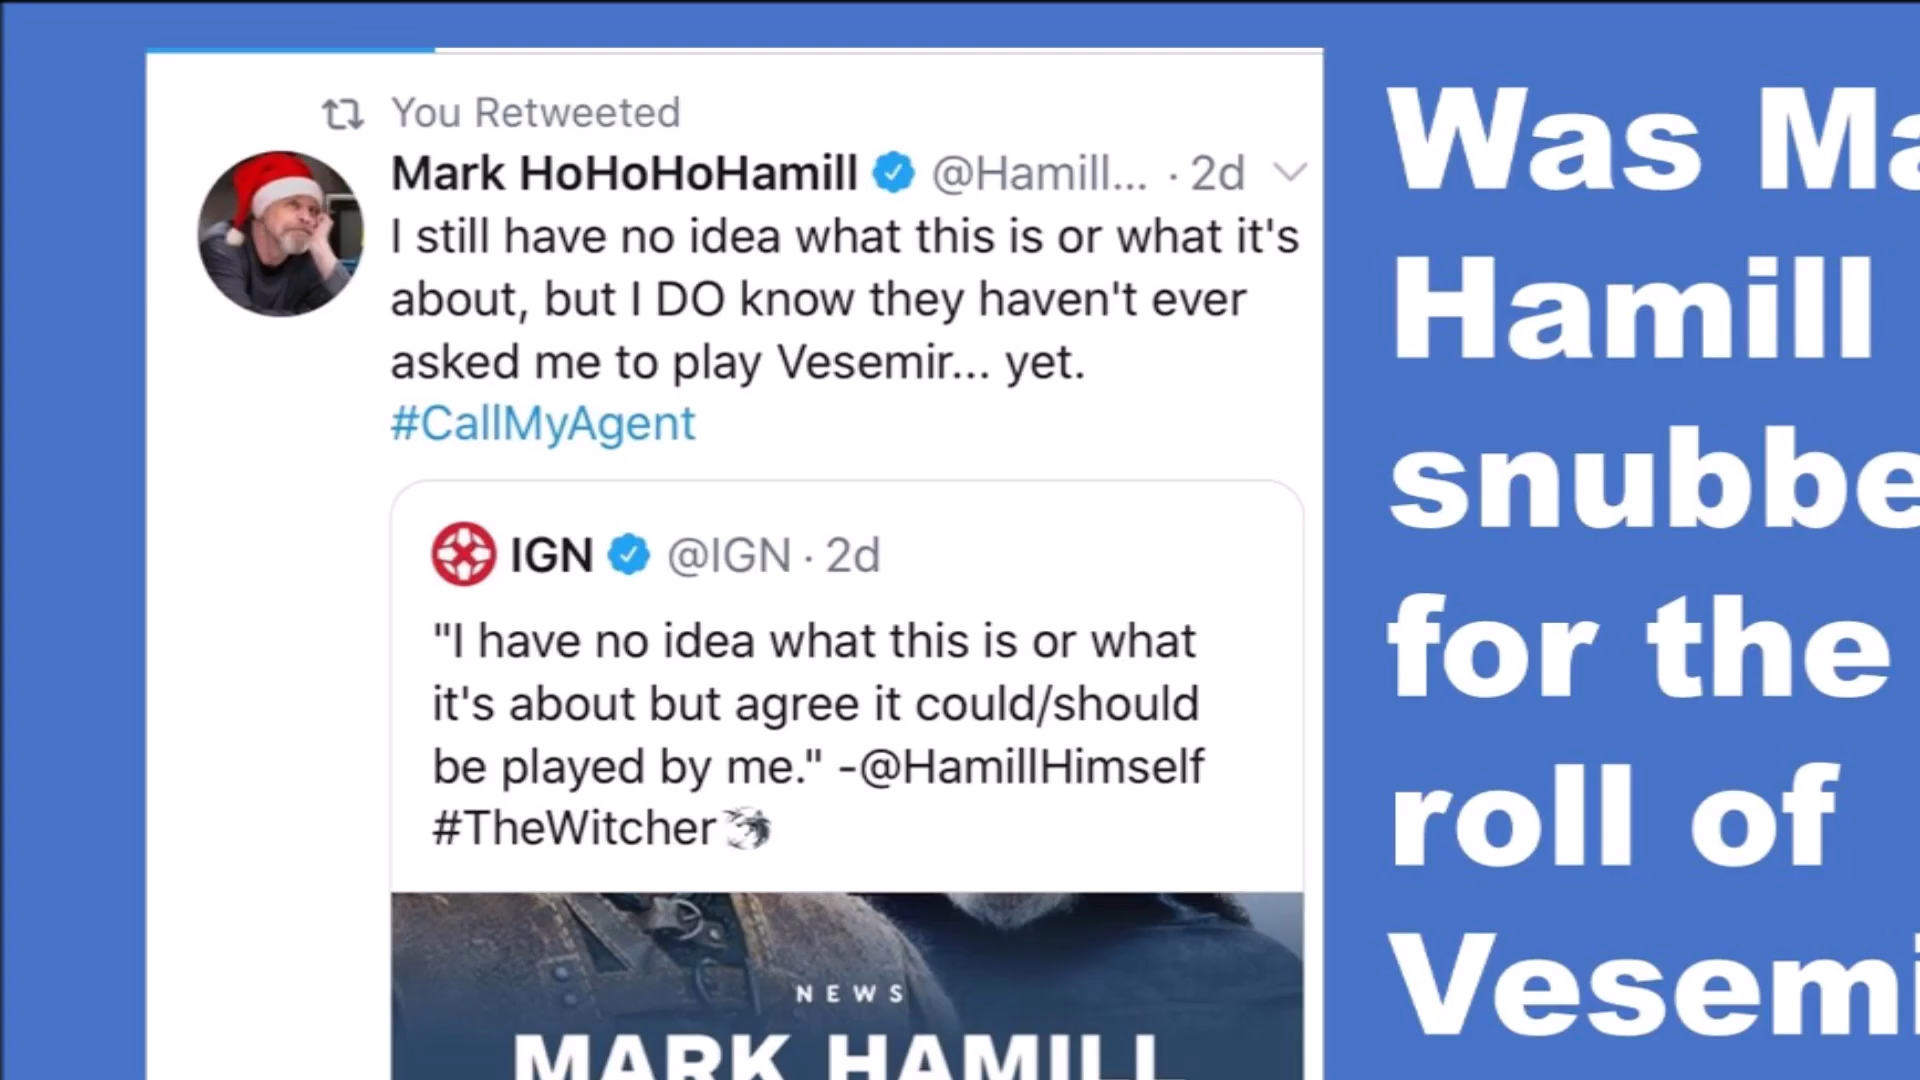 You Retweeted
Mark HoHoHoHamill @Hamill... · 2d
I still have no idea what this is or what it's
about, but I DO know they haven't ever
asked me to play Vesemir... yet.
#CallMyAgent
IGN @IGN · 2d
"I have no idea what this is or what
it's about but agree it could/should
be played by me." -@HamillHimself
#TheWitcher
NEWS
MARK HAMILL
Was Ma
Hamill
snubbe
for the
roll of
Vesemi